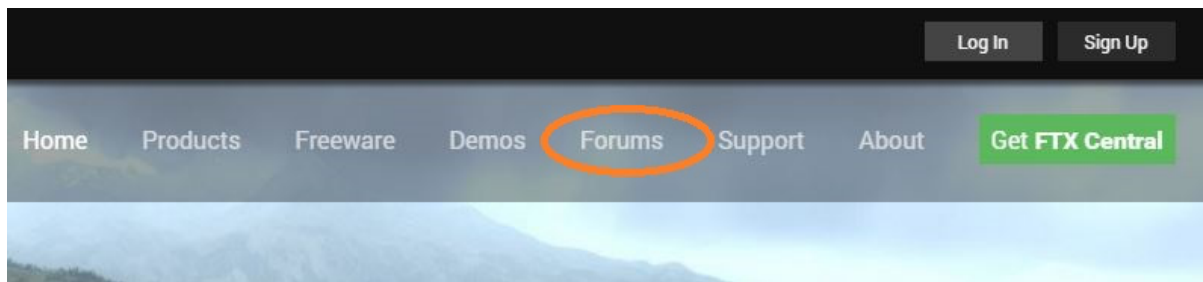 Log In Sign Up
Home Products Freeware Demos Forums Support About Get FTX Central